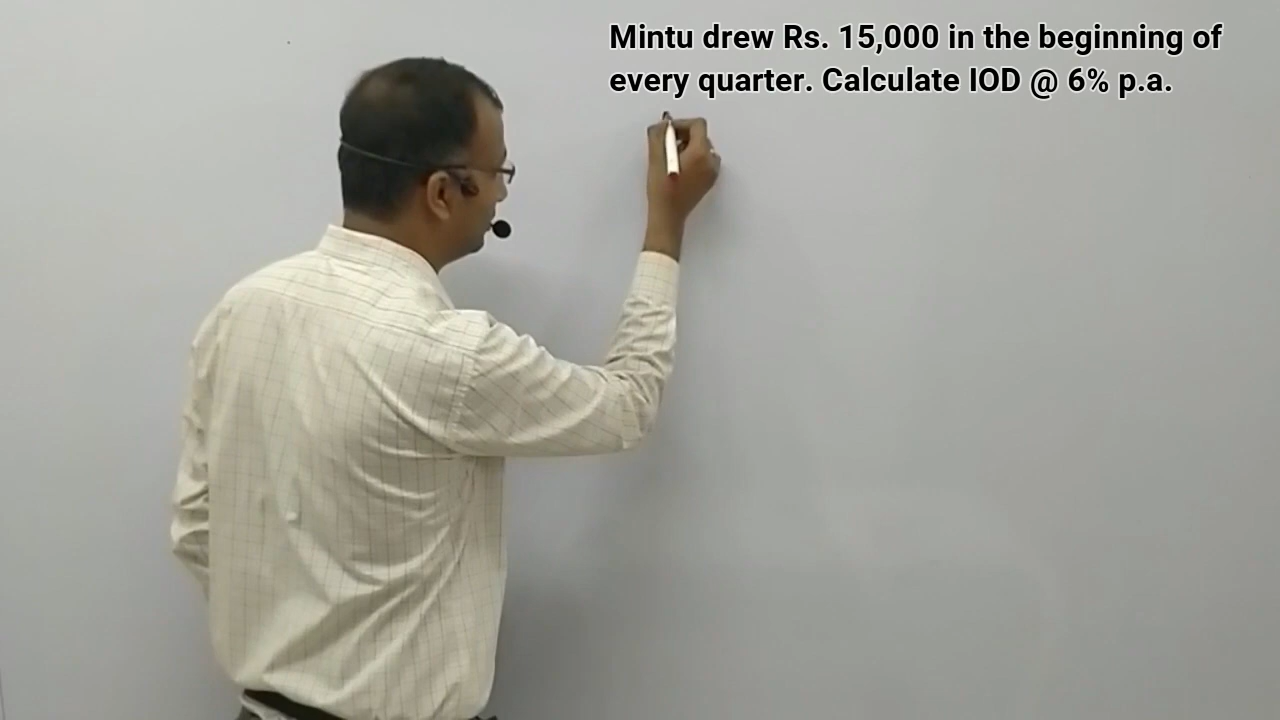 Mintu drew Rs. 15,000 in the beginning of
every quarter. Calculate IOD @ 6% p.a.